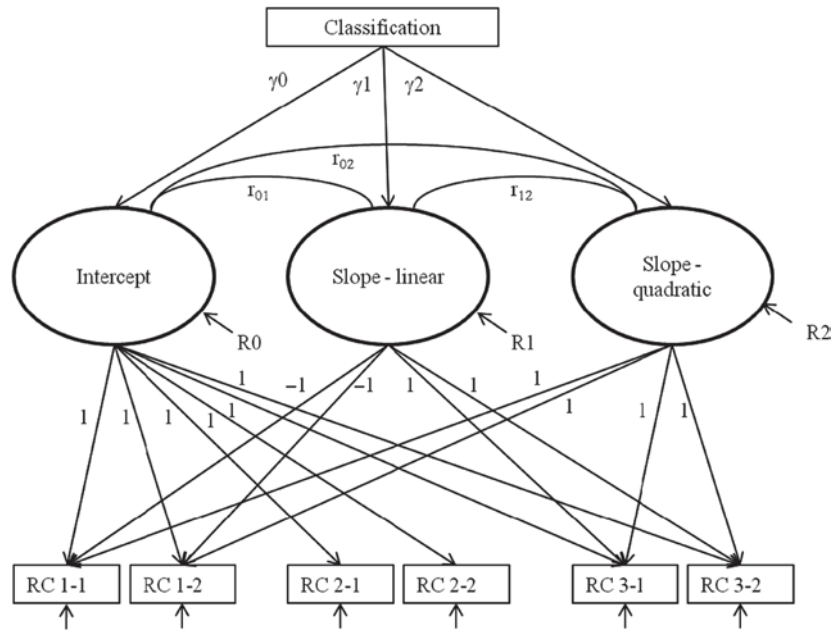 Classification
γ0
γ1
γ2
r02
r01
r12
Intercept
Slope - linear
Slope - quadratic
R0
R1
R2
1
1
1
1
1
1
−1
−1
1
1
1
1
1
1
RC 1-1
RC 1-2
RC 2-1
RC 2-2
RC 3-1
RC 3-2